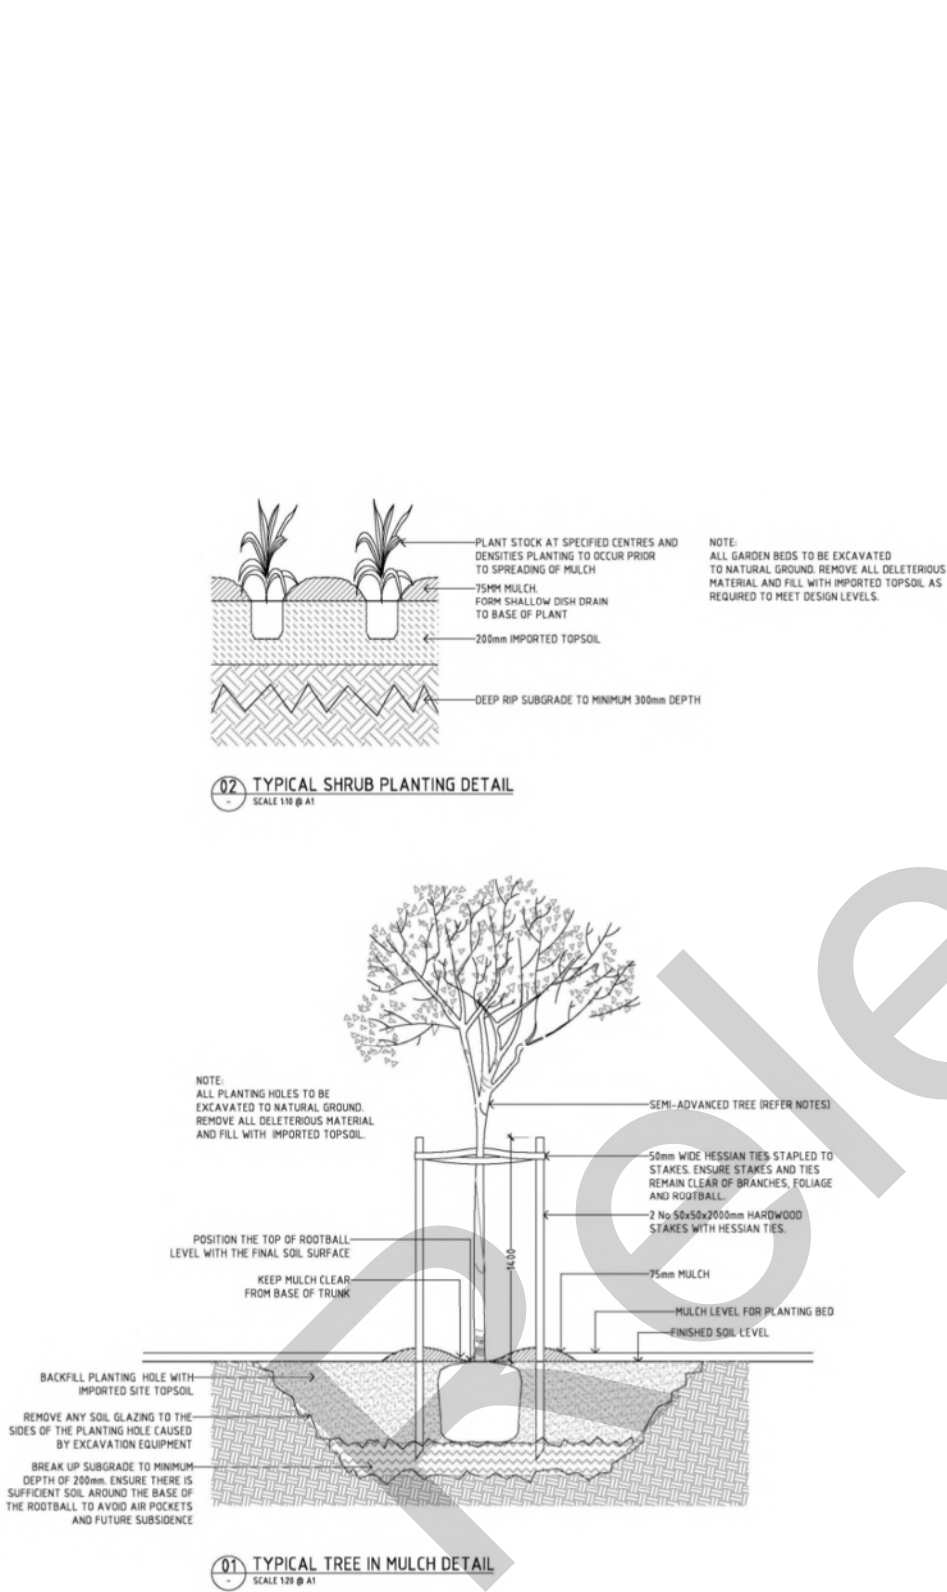 PLANT STOCK AT SPECIFIED CENTRES AND
DENSITIES PLANTING TO OCCUR PRIOR
TO SPREADING OF MULCH
75MM MULCH.
FORM SHALLOW DISH DRAIN
TO BASE OF PLANT
200mm IMPORTED TOPSOIL
DEEP RIP SUBGRADE TO MINIMUM 300mm DEPTH
NOTE:
ALL GARDEN BEDS TO BE EXCAVATED
TO NATURAL GROUND. REMOVE ALL DELETERIOUS
MATERIAL AND FILL WITH IMPORTED TOPSOIL AS
REQUIRED TO MEET DESIGN LEVELS.
02 TYPICAL SHRUB PLANTING DETAIL
- SCALE 1:10 @ A1
NOTE:
ALL PLANTING HOLES TO BE
EXCAVATED TO NATURAL GROUND.
REMOVE ALL DELETERIOUS MATERIAL
AND FILL WITH IMPORTED TOPSOIL.
SEMI-ADVANCED TREE (REFER NOTES)
50mm WIDE HESSIAN TIES STAPLED TO
STAKES. ENSURE STAKES AND TIES
REMAIN CLEAR OF BRANCHES, FOLIAGE
AND ROOTBALL.
2 No 50x50x2000mm HARDWOOD
STAKES WITH HESSIAN TIES.
1400
POSITION THE TOP OF ROOTBALL
LEVEL WITH THE FINAL SOIL SURFACE
KEEP MULCH CLEAR
FROM BASE OF TRUNK
75mm MULCH
MULCH LEVEL FOR PLANTING BED
FINISHED SOIL LEVEL
BACKFILL PLANTING HOLE WITH
IMPORTED SITE TOPSOIL
REMOVE ANY SOIL GLAZING TO THE
SIDES OF THE PLANTING HOLE CAUSED
BY EXCAVATION EQUIPMENT
BREAK UP SUBGRADE TO MINIMUM
DEPTH OF 200mm. ENSURE THERE IS
SUFFICIENT SOIL AROUND THE BASE OF
THE ROOTBALL TO AVOID AIR POCKETS
AND FUTURE SUBSIDENCE
01 TYPICAL TREE IN MULCH DETAIL
- SCALE 1:20 @ A1
Rele